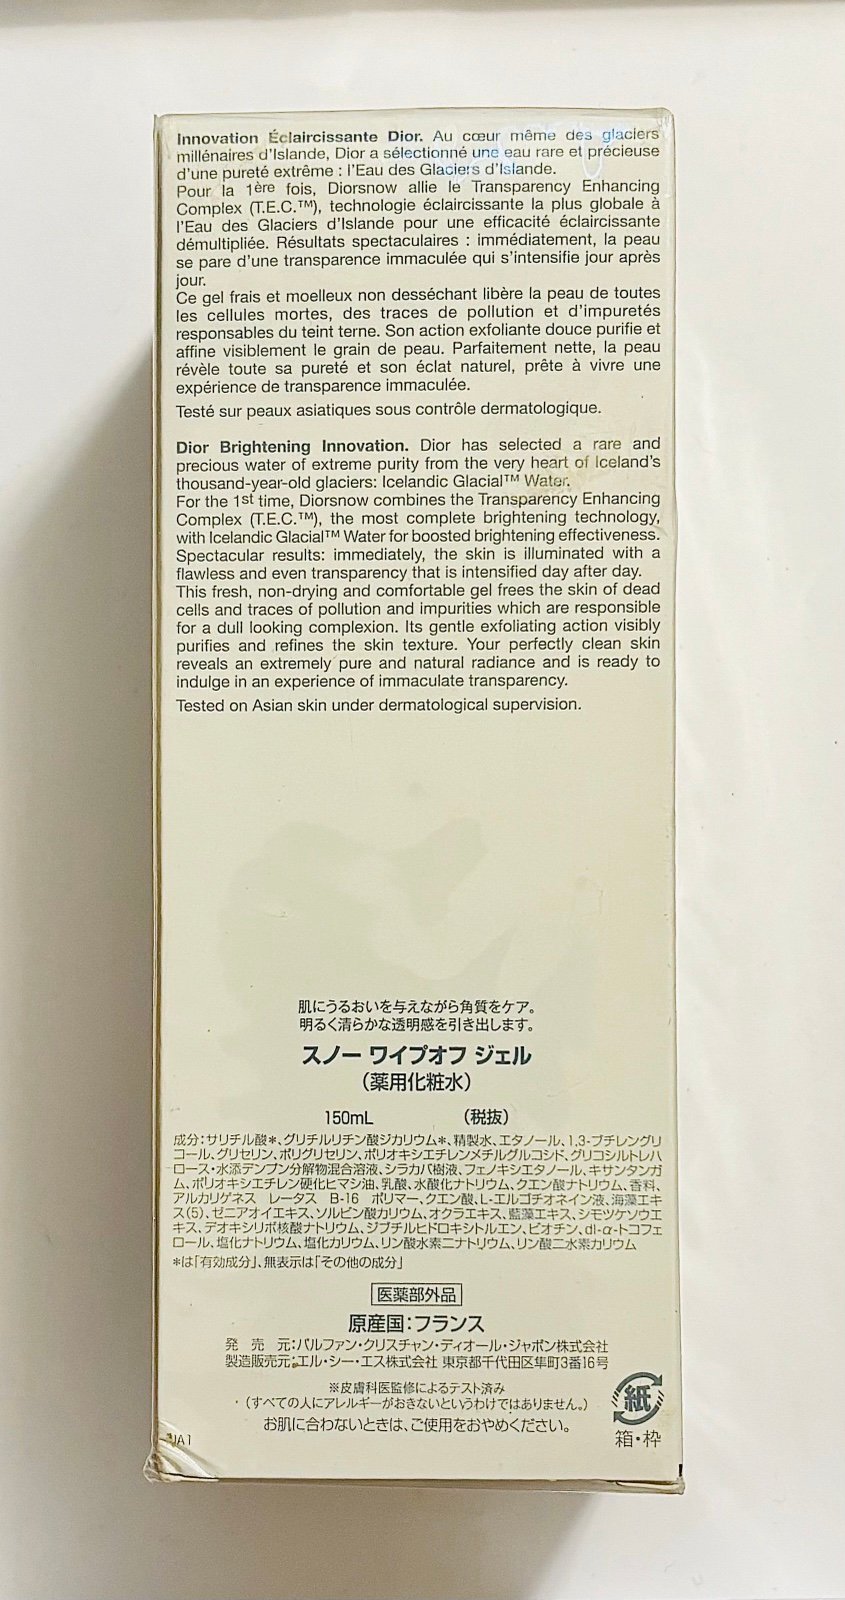 Innovation Éclaircissante Dior. Au cœur même des glaciers
millénaires d'Islande, Dior a sélectionné une eau rare et précieuse
d'une pureté extrême : l'Eau des Glaciers d'Islande.
Pour la 1ère fois, Diorsnow allie le Transparency Enhancing
Complex (T.E.C.™), technologie éclaircissante la plus globale à
l'Eau des Glaciers d'Islande pour une efficacité éclaircissante
démultipliée. Résultats spectaculaires : immédiatement, la peau
se pare d'une transparence immaculée qui s'intensifie jour après
jour.
Ce gel frais et moelleux non desséchant libère la peau de toutes
les cellules mortes, des traces de pollution et d'impuretés
responsables du teint terne. Son action exfoliante douce purifie et
affine visiblement le grain de peau. Parfaitement nette, la peau
révèle toute sa pureté et son éclat naturel, prête à vivre une
expérience de transparence immaculée.
Testé sur peaux asiatiques sous contrôle dermatologique.
Dior Brightening Innovation. Dior has selected a rare and
precious water of extreme purity from the very heart of Iceland's
thousand-year-old glaciers: Icelandic Glacial™ Water.
For the 1st time, Diorsnow combines the Transparency Enhancing
Complex (T.E.C.™), the most complete brightening technology,
with Icelandic Glacial™ Water for boosted brightening effectiveness.
Spectacular results: immediately, the skin is illuminated with a
flawless and even transparency that is intensified day after day.
This fresh, non-drying and comfortable gel frees the skin of dead
cells and traces of pollution and impurities which are responsible
for a dull looking complexion. Its gentle exfoliating action visibly
purifies and refines the skin texture. Your perfectly clean skin
reveals an extremely pure and natural radiance and is ready to
indulge in an experience of immaculate transparency.
Tested on Asian skin under dermatological supervision.
肌にうるおいを与えながら角質をケア。
明るく清らかな透明感を引き出します。
スノー ワイプオフ ジェル
(薬用化粧水)
150mL (税抜)
成分:サリチル酸*、グリチルリチン酸ジカリウム*、精製水、エタノール、1,3-ブチレングリ
コール、グリセリン、ポリグリセリン、ポリオキシエチレンメチルグルコシド、グリコシルトレハ
ロース・水添デンプン分解物混合溶液、シラカバ樹液、フェノキシエタノール、キサンタンガ
ム、ポリオキシエチレン硬化ヒマシ油、乳酸、水酸化ナトリウム、クエン酸ナトリウム、香料、
アルカリゲネス レータス B-16 ポリマー、クエン酸、L-エルゴチオネイン液、海藻エキ
ス(5)、ゼニアオイエキス、ソルビン酸カリウム、オクラエキス、藍藻エキス、シモツケソウエ
キス、デオキシリボ核酸ナトリウム、ジブチルヒドロキシトルエン、ビオチン、dl-α-トコフェ
ロール、塩化ナトリウム、塩化カリウム、リン酸水素二ナトリウム、リン酸二水素カリウム
*は「有効成分」、無表示は「その他の成分」
医薬部外品
原産国:フランス
発 売 元:パルファン・クリスチャン・ディオール・ジャポン株式会社
製造販売元:エル・シー・エス株式会社 東京都千代田区隼町3番16号
※皮膚科医監修によるテスト済み
(すべての人にアレルギーがおきないというわけではありません。)
お肌に合わないときは、ご使用をおやめください。
紙
箱・枠
JA1